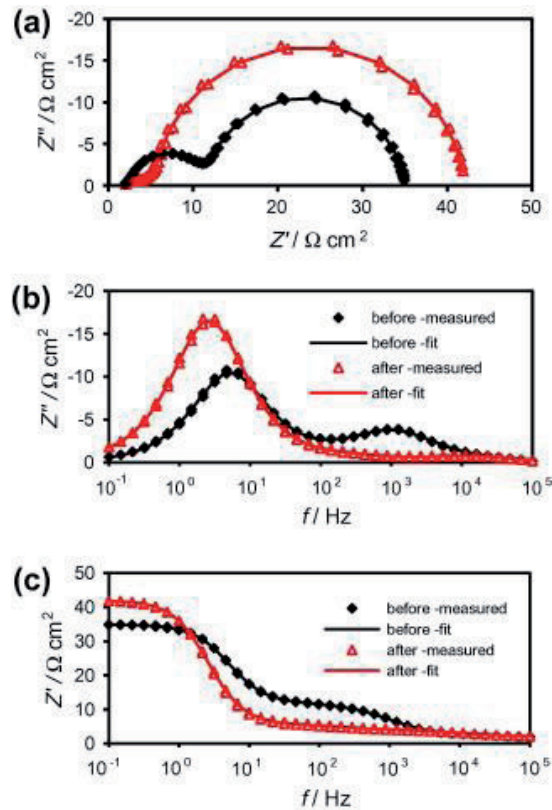 (a)
-20
-15
-10
-5
0
Z'' / Ω cm²
0 10 20 30 40 50
Z' / Ω cm²
(b)
-20
-15
-10
-5
0
Z'' / Ω cm²
before -measured
before -fit
after -measured
after -fit
10⁻¹ 10⁰ 10¹ 10² 10³ 10⁴ 10⁵
f / Hz
(c)
50
40
30
20
10
0
Z' / Ω cm²
before -measured
before -fit
after -measured
after -fit
10⁻¹ 10⁰ 10¹ 10² 10³ 10⁴ 10⁵
f / Hz